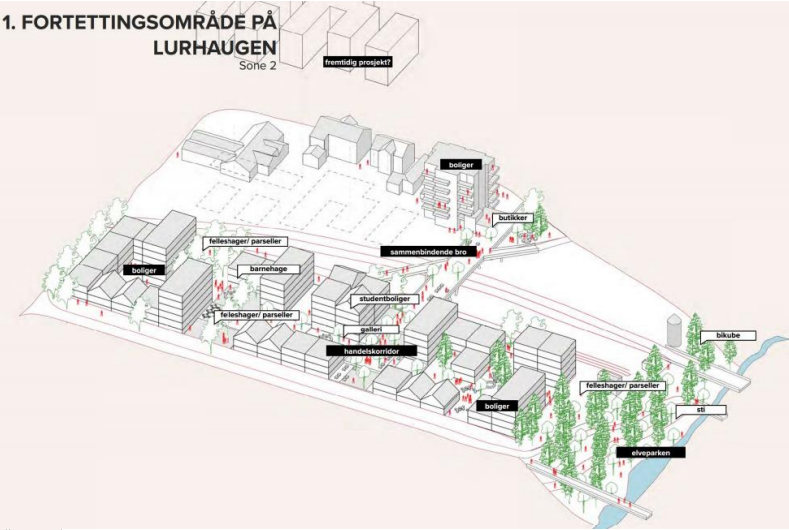 1. FORTETTINGSOMRÅDE PÅ
LURHAUGEN
Sone 2
fremtidig prosjekt?
boliger
butikker
felleshager/ parseller
sammenbindende bro
boliger
barnehage
studentboliger
felleshager/ parseller
galleri
bikube
handelskorridor
felleshager/ parseller
boliger
sti
elveparken